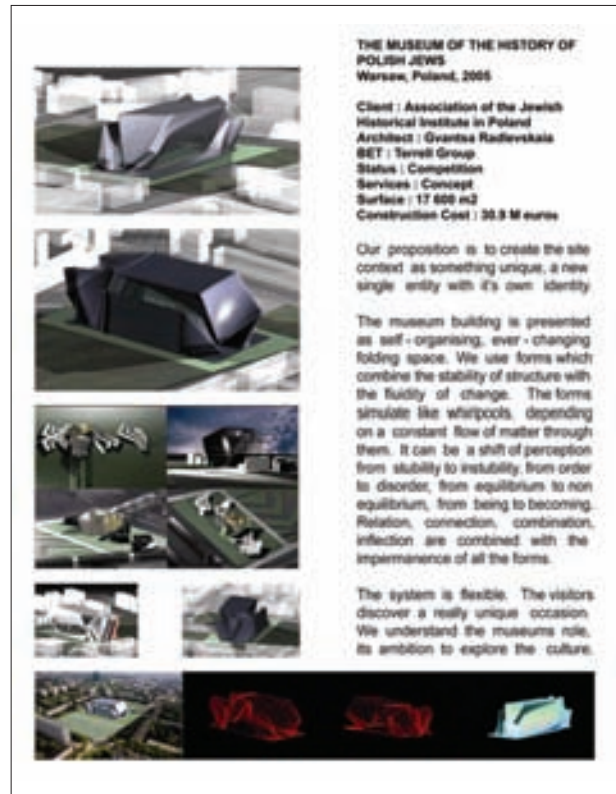 THE MUSEUM OF THE HISTORY OF
POLISH JEWS
Warsaw, Poland, 2005
Client : Association of the Jewish
Historical Institute in Poland
Architect : Gvantsa Radlevskaia
BET : Terrell Group
Status : Competition
Services : Concept
Surface : 17 600 m2
Construction Cost : 30.9 M euros
Our proposition is to create the site
context as something unique, a new
single entity with it's own identity
The museum building is presented
as self - organising, ever - changing
folding space. We use forms which
combine the stability of structure with
the fluidity of change. The forms
simulate like whirlpools, depending
on a constant flow of matter through
them. It can be a shift of perception
from stubility to instubility, from order
to disorder, from equilibrium to non
equilibrium, from being to becoming.
Relation, connection, combination,
inflection are combined with the
impermanence of all the forms.
The system is flexible. The visitors
discover a really unique occasion.
We understand the museums role,
its ambition to explore the culture.